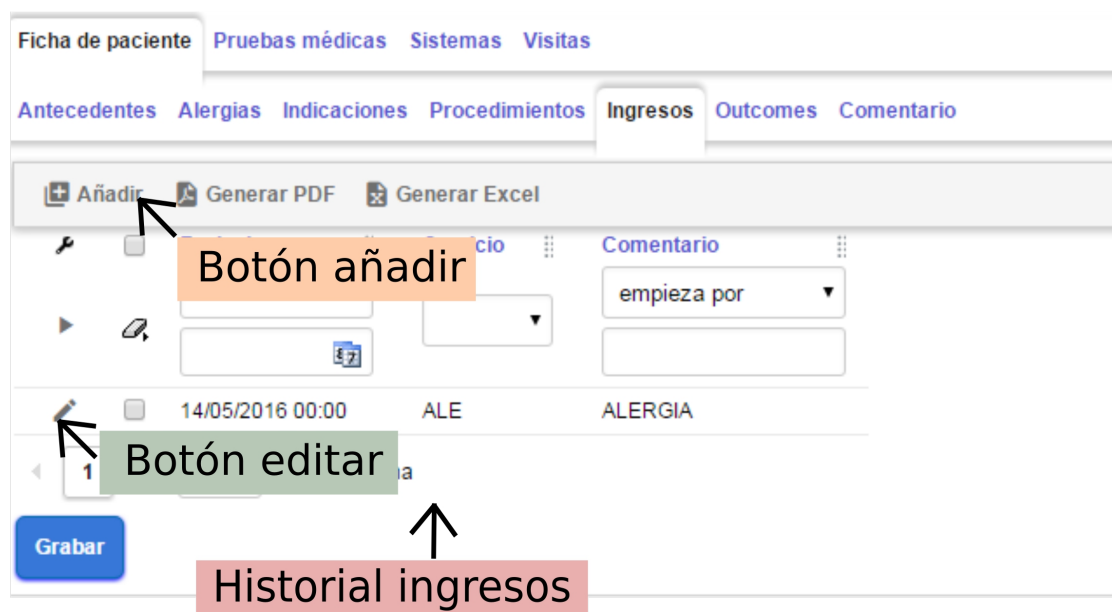 Ficha de paciente Pruebas médicas Sistemas Visitas
Antecedentes Alergias Indicaciones Procedimientos Ingresos Outcomes Comentario
Añadir Generar PDF Generar Excel
Comentario
Botón añadir
empieza por
14/05/2016 00:00 ALE ALERGIA
Botón editar
1
Grabar
Historial ingresos